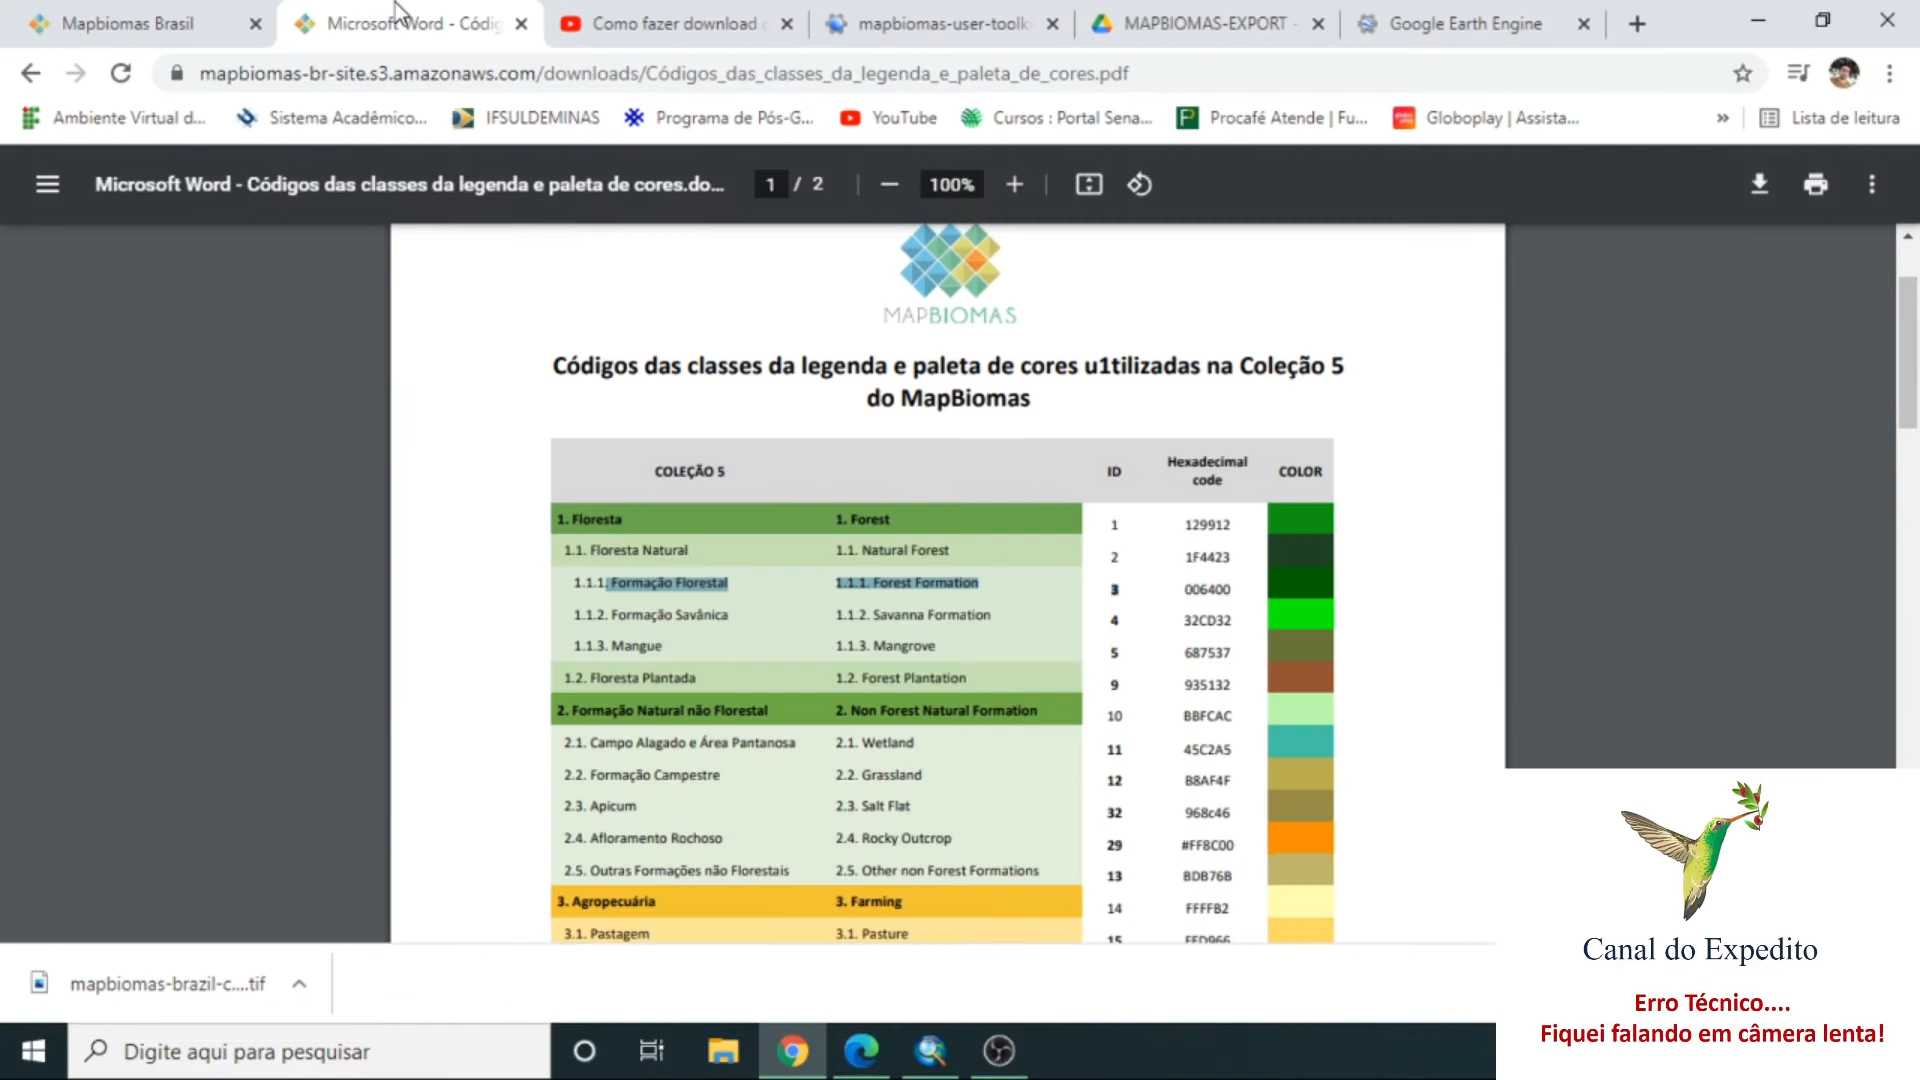 Mapbiomas Brasil
Microsoft Word - Códig
Como fazer download
mapbiomas-user-toolk
MAPBIOMAS-EXPORT -
Google Earth Engine
mapbiomas-br-site.s3.amazonaws.com/downloads/Códigos_das_classes_da_legenda_e_paleta_de_cores.pdf
Ambiente Virtual d...
Sistema Acadêmico...
IFSULDEMINAS
Programa de Pós-G...
YouTube
Cursos : Portal Sena...
Procafé Atende | Fu...
Globoplay | Assista...
»
Lista de leitura
Microsoft Word - Códigos das classes da legenda e paleta de cores.do...
1 / 2
100%
MAPBIOMAS
Códigos das classes da legenda e paleta de cores u1tilizadas na Coleção 5
do MapBiomas
COLEÇÃO 5 ID Hexadecimal code COLOR
1. Floresta 1. Forest 1 129912
1.1. Floresta Natural 1.1. Natural Forest 2 1F4423
1.1.1. Formação Florestal 1.1.1. Forest Formation 3 006400
1.1.2. Formação Savânica 1.1.2. Savanna Formation 4 32CD32
1.1.3. Mangue 1.1.3. Mangrove 5 687537
1.2. Floresta Plantada 1.2. Forest Plantation 9 935132
2. Formação Natural não Florestal 2. Non Forest Natural Formation 10 BBFCAC
2.1. Campo Alagado e Área Pantanosa 2.1. Wetland 11 45C2A5
2.2. Formação Campestre 2.2. Grassland 12 B8AF4F
2.3. Apicum 2.3. Salt Flat 32 968c46
2.4. Afloramento Rochoso 2.4. Rocky Outcrop 29 #FF8C00
2.5. Outras Formações não Florestais 2.5. Other non Forest Formations 13 BDB76B
3. Agropecuária 3. Farming 14 FFFFB2
3.1. Pastagem 3.1. Pasture 15 FFD966
mapbiomas-brazil-c....tif
Canal do Expedito
Erro Técnico....
Fiquei falando em câmera lenta!
Digite aqui para pesquisar